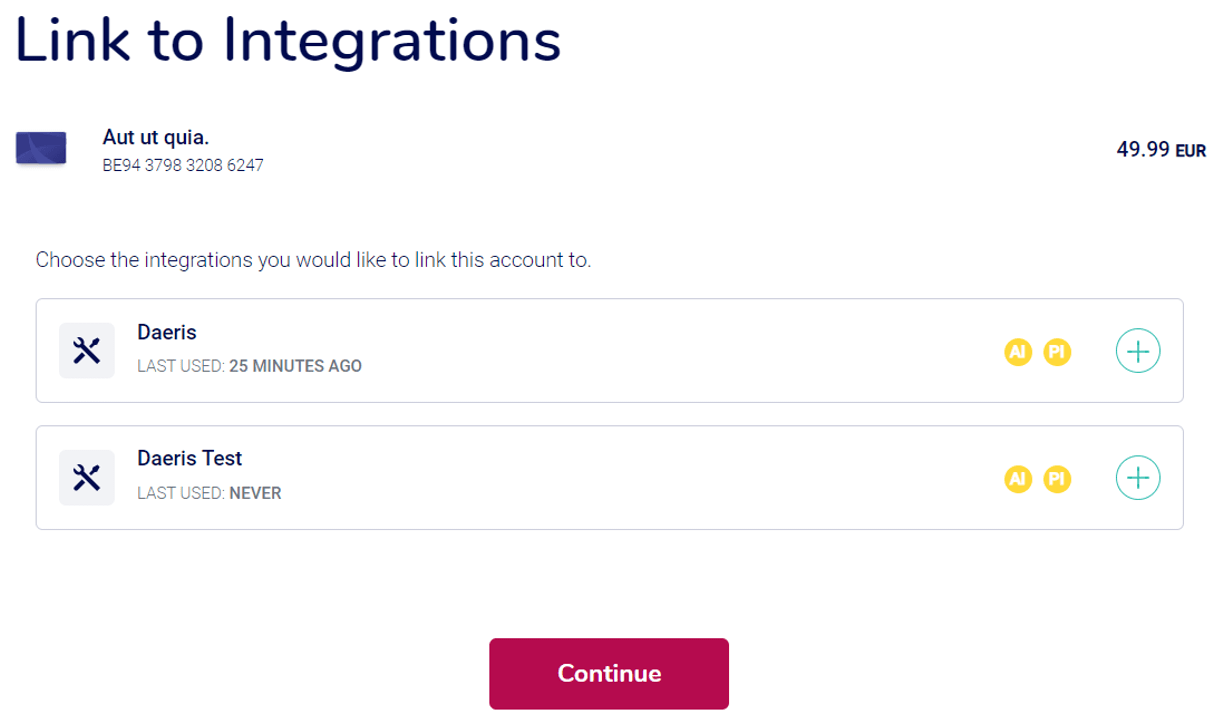 Link to Integrations
Aut ut quia.
BE94 3798 3208 6247
49.99 EUR
Choose the integrations you would like to link this account to.
Daeris
LAST USED: 25 MINUTES AGO
AI PI
Daeris Test
LAST USED: NEVER
AI PI
Continue